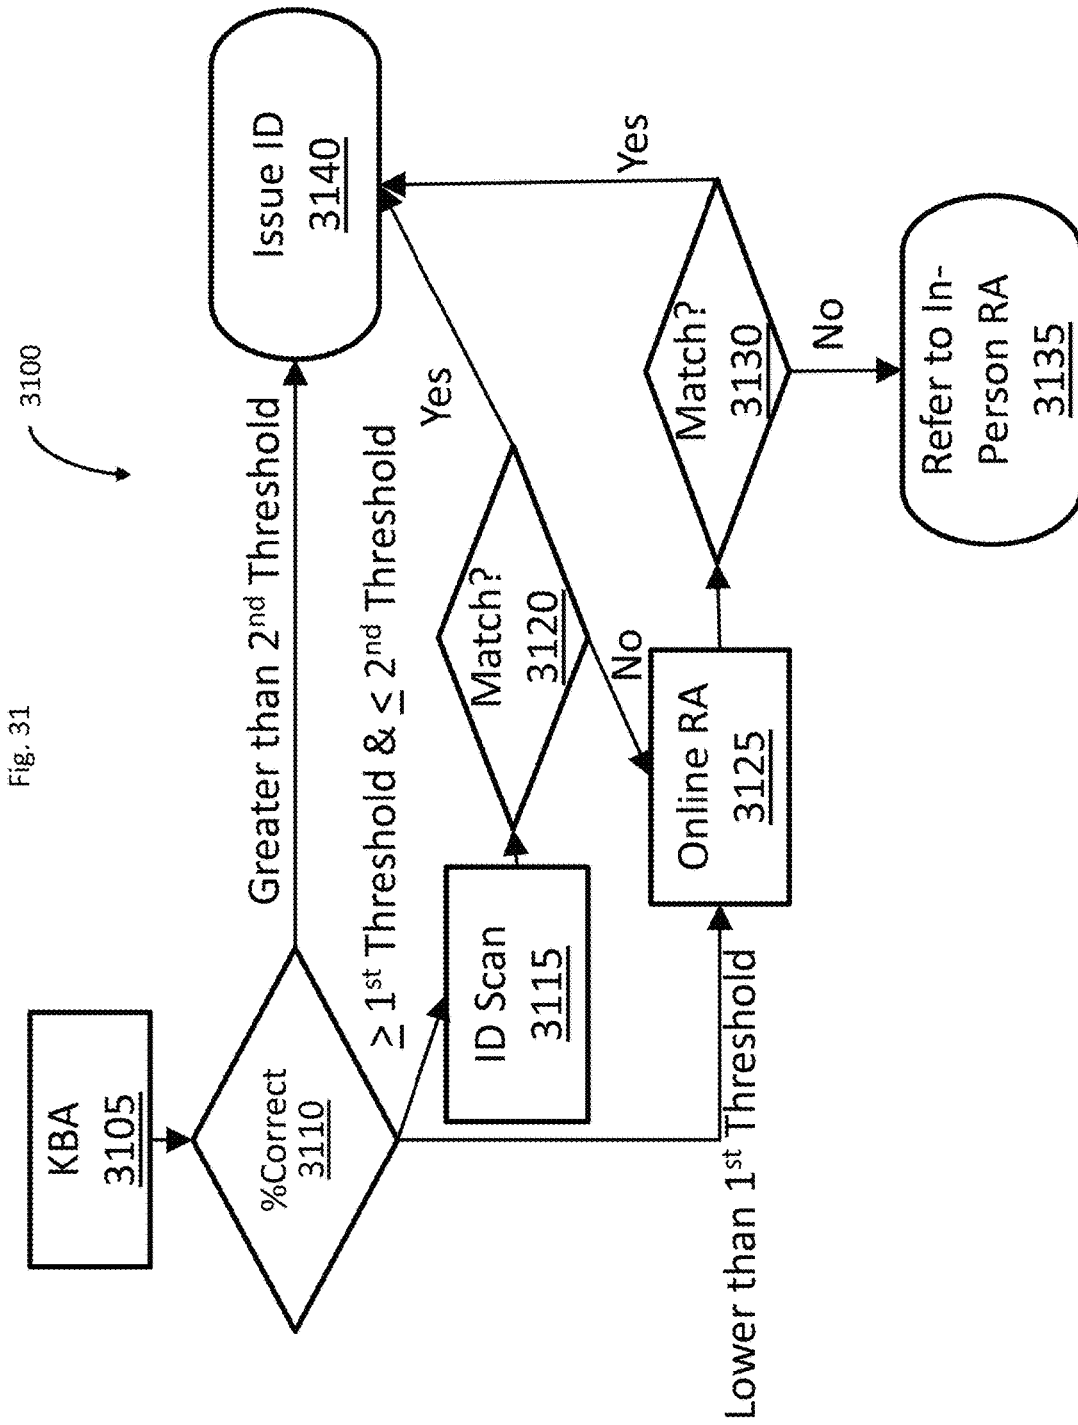 Fig. 31
3100
KBA
3105
%Correct
3110
Greater than 2nd Threshold
≥ 1st Threshold & ≤ 2nd Threshold
Lower than 1st Threshold
ID Scan
3115
Match?
3120
Yes
No
Online RA
3125
Match?
3130
Yes
No
Issue ID
3140
Refer to In-
Person RA
3135